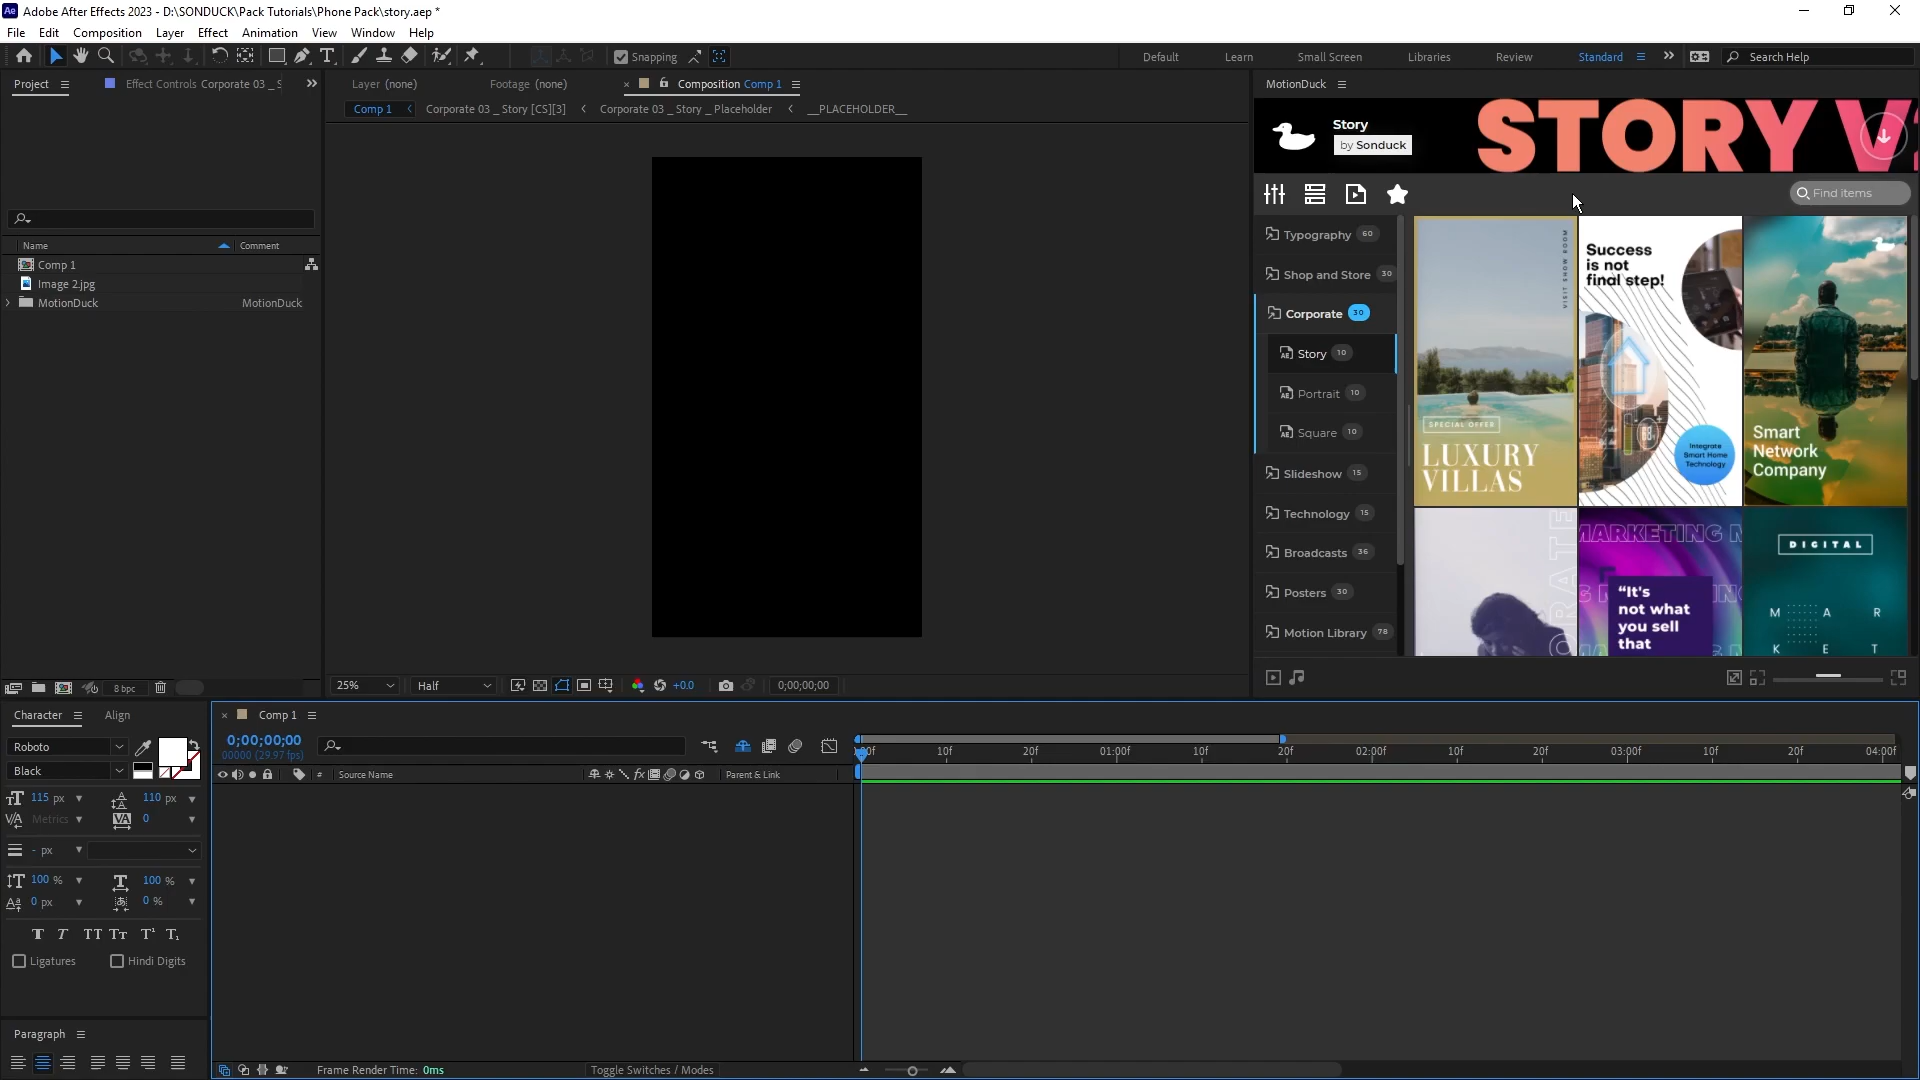 Adobe After Effects 2023 - D:\SONDUCK\Pack Tutorials\Phone Pack\story.aep *
File Edit Composition Layer Effect Animation View Window Help
Snapping
Default Learn Small Screen Libraries Review Standard
Search Help
Project
Effect Controls Corporate 03 _ S
Layer (none)
Footage (none)
Composition Comp 1
Comp 1 Corporate 03 _ Story [CS][3] Corporate 03 _ Story _ Placeholder __PLACEHOLDER__
Name Comment
Comp 1
Image 2.jpg
MotionDuck MotionDuck
8 bpc
25%
Half
+0.0
0;00;00;00
MotionDuck
Story
by Sonduck
STORY V
Find items
Typography 60
Shop and Store 30
Corporate 30
Story 10
Portrait 10
Square 10
Slideshow 15
Technology 15
Broadcasts 36
Posters 30
Motion Library 78
VISIT SHOW ROOM
SPECIAL OFFER
LUXURY
VILLAS
Success
is not
final step!
Integrate
Smart Home
Technology
Smart
Network
Company
ORATE
MARKETING M
“It's
not what
you sell
that
DIGITAL
M A R
K E T
Character
Align
Roboto
Black
115 px
110 px
Metrics
0
- px
100 %
100 %
0 px
0 %
Ligatures
Hindi Digits
Paragraph
Comp 1
0;00;00;00
00000 (29.97 fps)
# Source Name
Parent & Link
:00f 10f 20f 01:00f 10f 20f 02:00f 10f 20f 03:00f 10f 20f 04:00f
Frame Render Time: 0ms
Toggle Switches / Modes